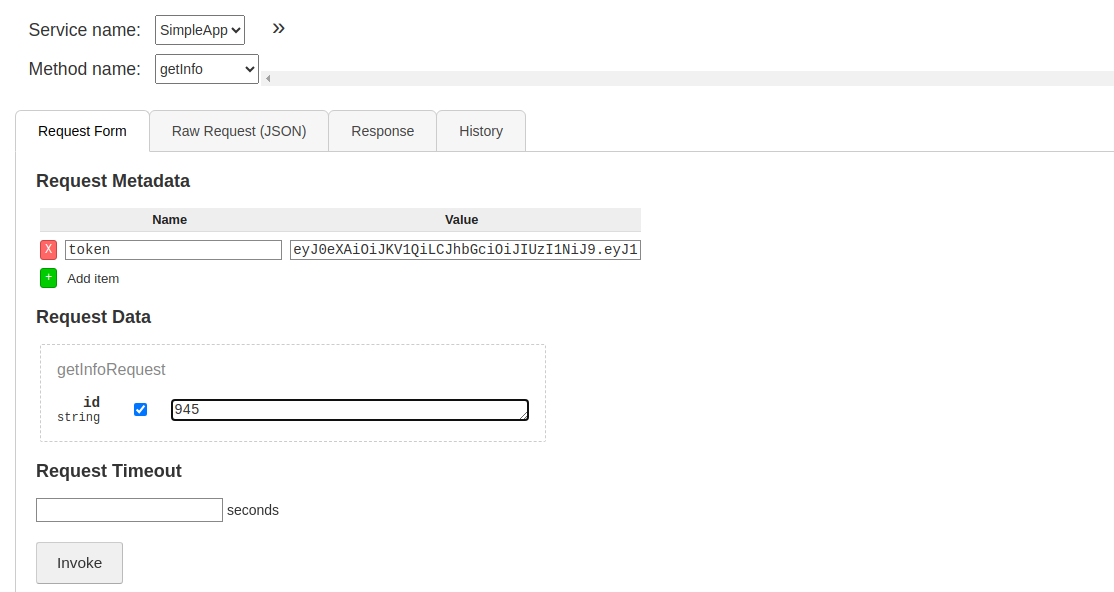 Service name: SimpleApp »
Method name: getInfo
Request Form Raw Request (JSON) Response History
Request Metadata
Name Value
X token eyJ0eXAiOiJKV1QiLCJhbGciOiJIUzI1NiJ9.eyJ1
+ Add item
Request Data
getInfoRequest
id
string
945
Request Timeout
seconds
Invoke